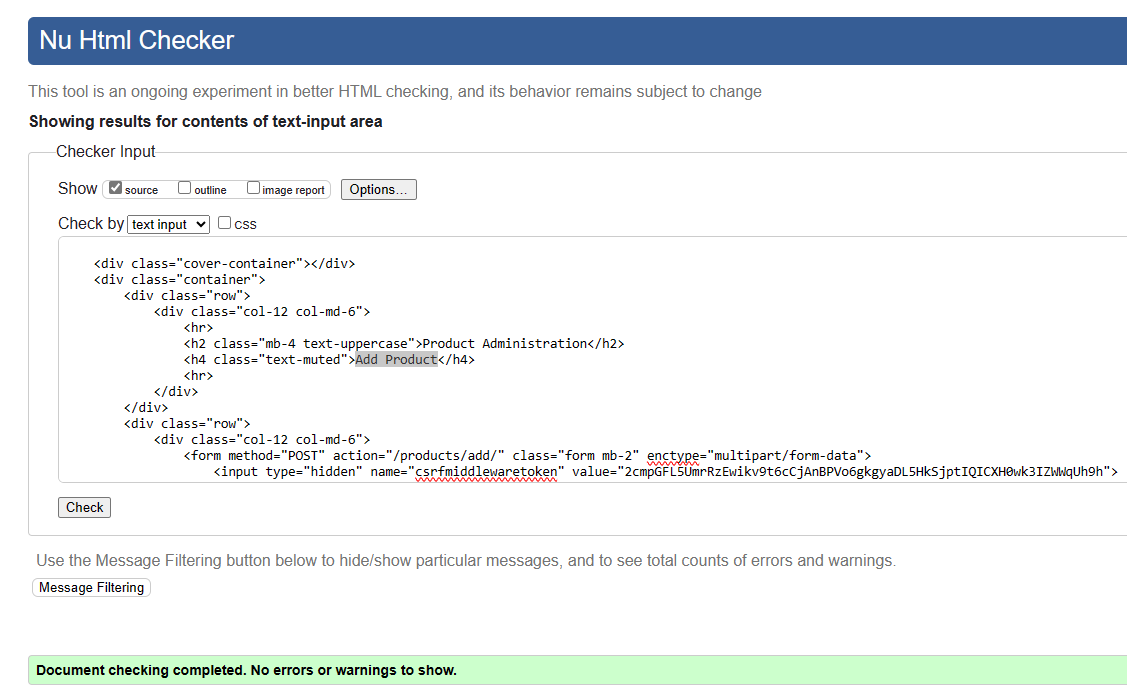 Nu Html Checker
This tool is an ongoing experiment in better HTML checking, and its behavior remains subject to change
Showing results for contents of text-input area
Checker Input
Show source outline image report Options...
Check by text input css
<div class="cover-container"></div>
<div class="container">
<div class="row">
<div class="col-12 col-md-6">
<hr>
<h2 class="mb-4 text-uppercase">Product Administration</h2>
<h4 class="text-muted">Add Product</h4>
<hr>
</div>
</div>
<div class="row">
<div class="col-12 col-md-6">
<form method="POST" action="/products/add/" class="form mb-2" enctype="multipart/form-data">
<input type="hidden" name="csrfmiddlewaretoken" value="2cmpGFL5UmrRzEwikv9t6cCjAnBPVo6gkgyaDL5HkSjptIQICXH0wk3IZWWqUh9h">
Check
Use the Message Filtering button below to hide/show particular messages, and to see total counts of errors and warnings.
Message Filtering
Document checking completed. No errors or warnings to show.